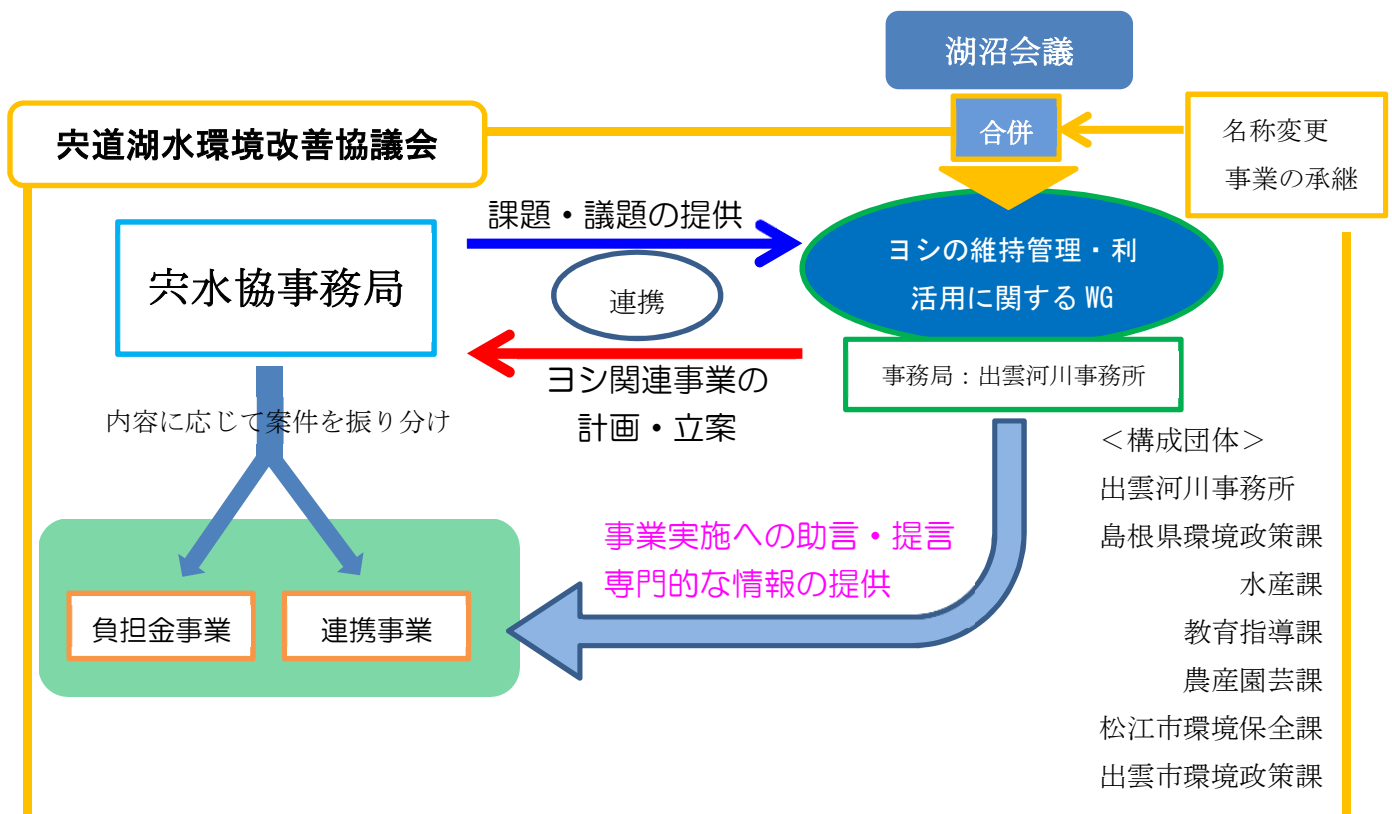 湖沼会議
宍道湖水環境改善協議会
合併
名称変更
事業の承継
課題・議題の提供
宍水協事務局
連携
ヨシの維持管理・利
活用に関する WG
事務局：出雲河川事務所
ヨシ関連事業の
計画・立案
内容に応じて案件を振り分け
＜構成団体＞
出雲河川事務所
島根県環境政策課
水産課
教育指導課
農産園芸課
松江市環境保全課
出雲市環境政策課
事業実施への助言・提言
専門的な情報の提供
負担金事業
連携事業